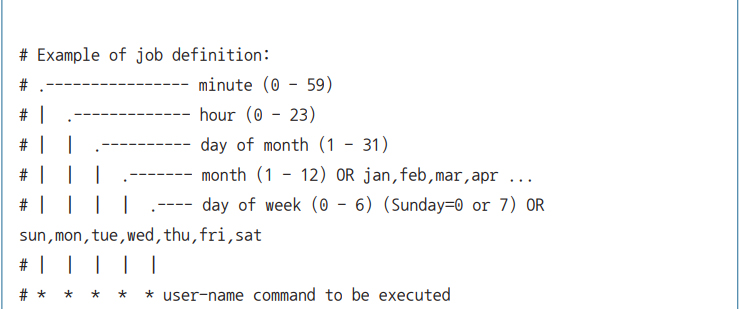 # Example of job definition:
# .---------------- minute (0 - 59)
# | .------------- hour (0 - 23)
# | | .---------- day of month (1 - 31)
# | | | .------- month (1 - 12) OR jan,feb,mar,apr ...
# | | | | .---- day of week (0 - 6) (Sunday=0 or 7) OR
sun,mon,tue,wed,thu,fri,sat
# | | | | |
# * * * * * user-name command to be executed